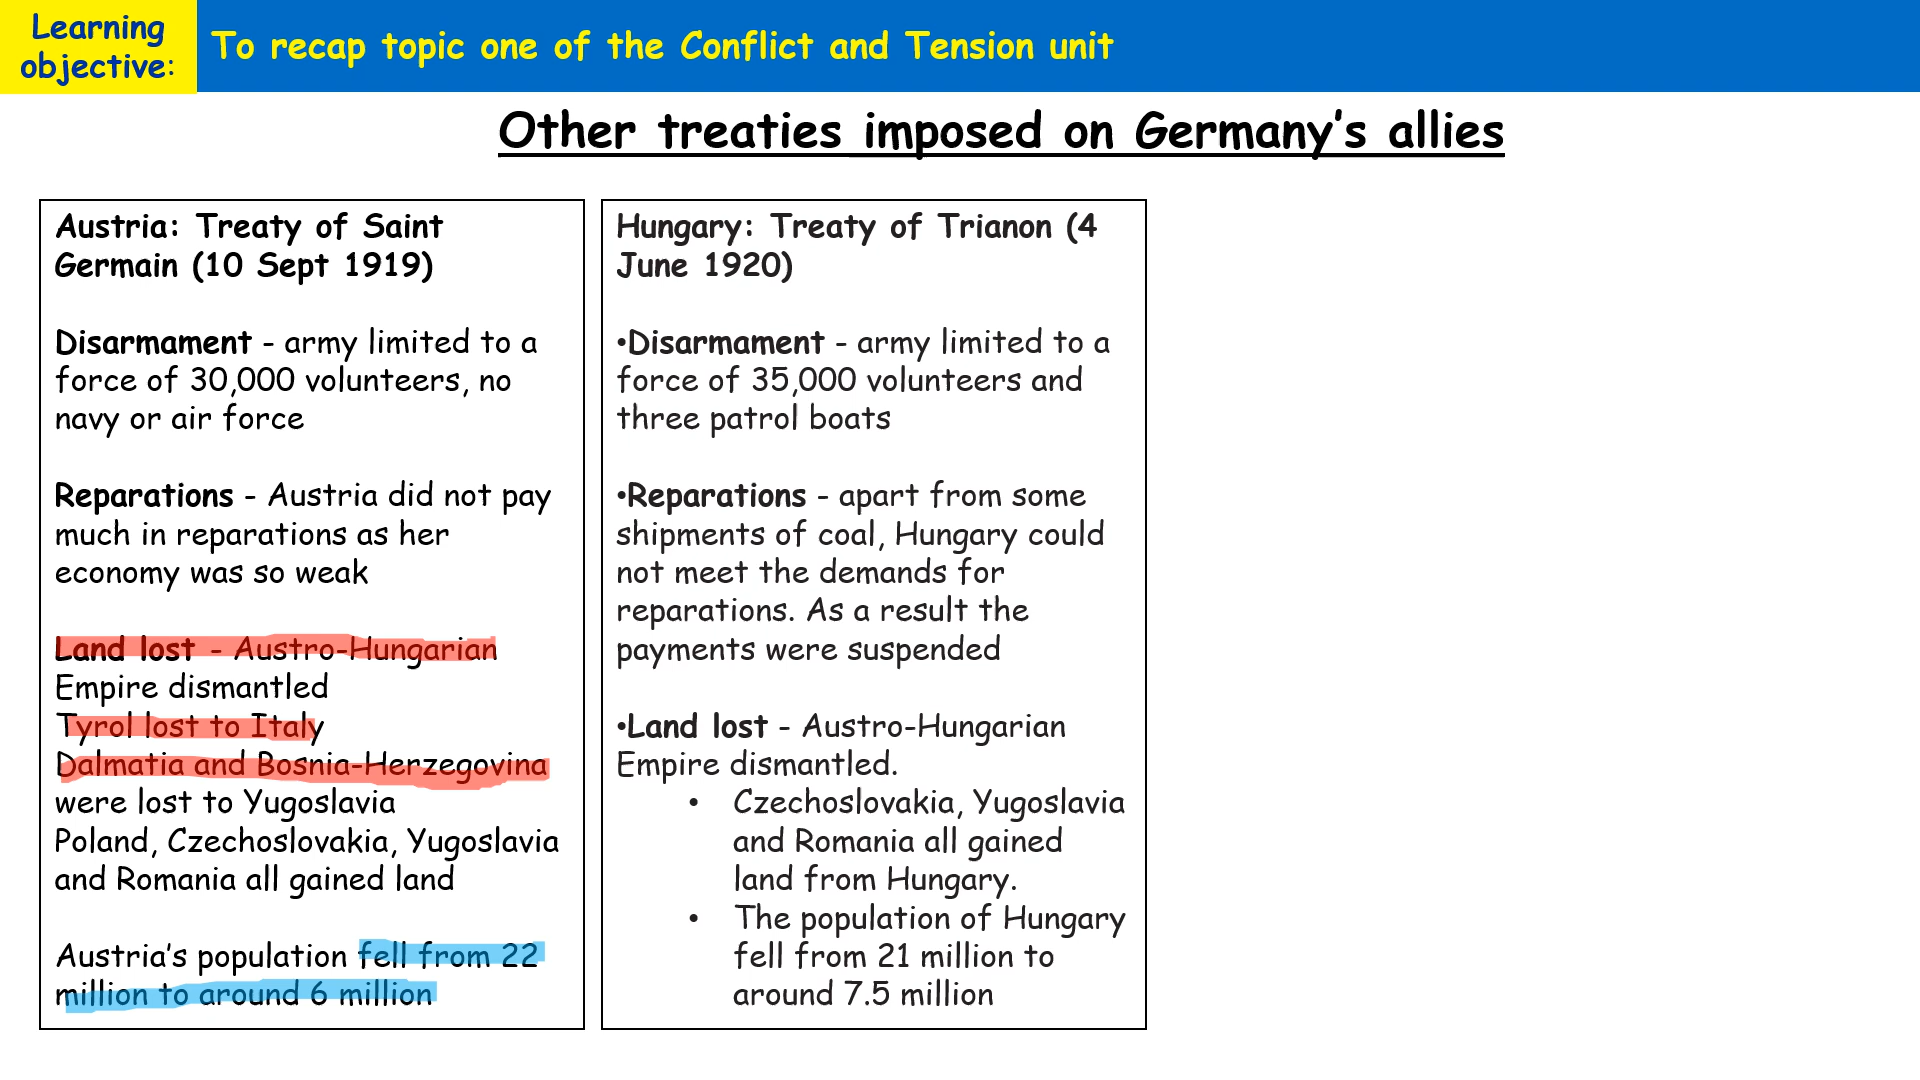 Learning
objective:
To recap topic one of the Conflict and Tension unit
Other treaties imposed on Germany's allies
Austria: Treaty of Saint
Germain (10 Sept 1919)
Disarmament - army limited to a
force of 30,000 volunteers, no
navy or air force
Reparations - Austria did not pay
much in reparations as her
economy was so weak
Land lost - Austro-Hungarian
Empire dismantled
Tyrol lost to Italy
Dalmatia and Bosnia-Herzegovina
were lost to Yugoslavia
Poland, Czechoslovakia, Yugoslavia
and Romania all gained land
Austria's population fell from 22
million to around 6 million
Hungary: Treaty of Trianon (4
June 1920)
•Disarmament - army limited to a
force of 35,000 volunteers and
three patrol boats
•Reparations - apart from some
shipments of coal, Hungary could
not meet the demands for
reparations. As a result the
payments were suspended
•Land lost - Austro-Hungarian
Empire dismantled.
• Czechoslovakia, Yugoslavia
and Romania all gained
land from Hungary.
• The population of Hungary
fell from 21 million to
around 7.5 million